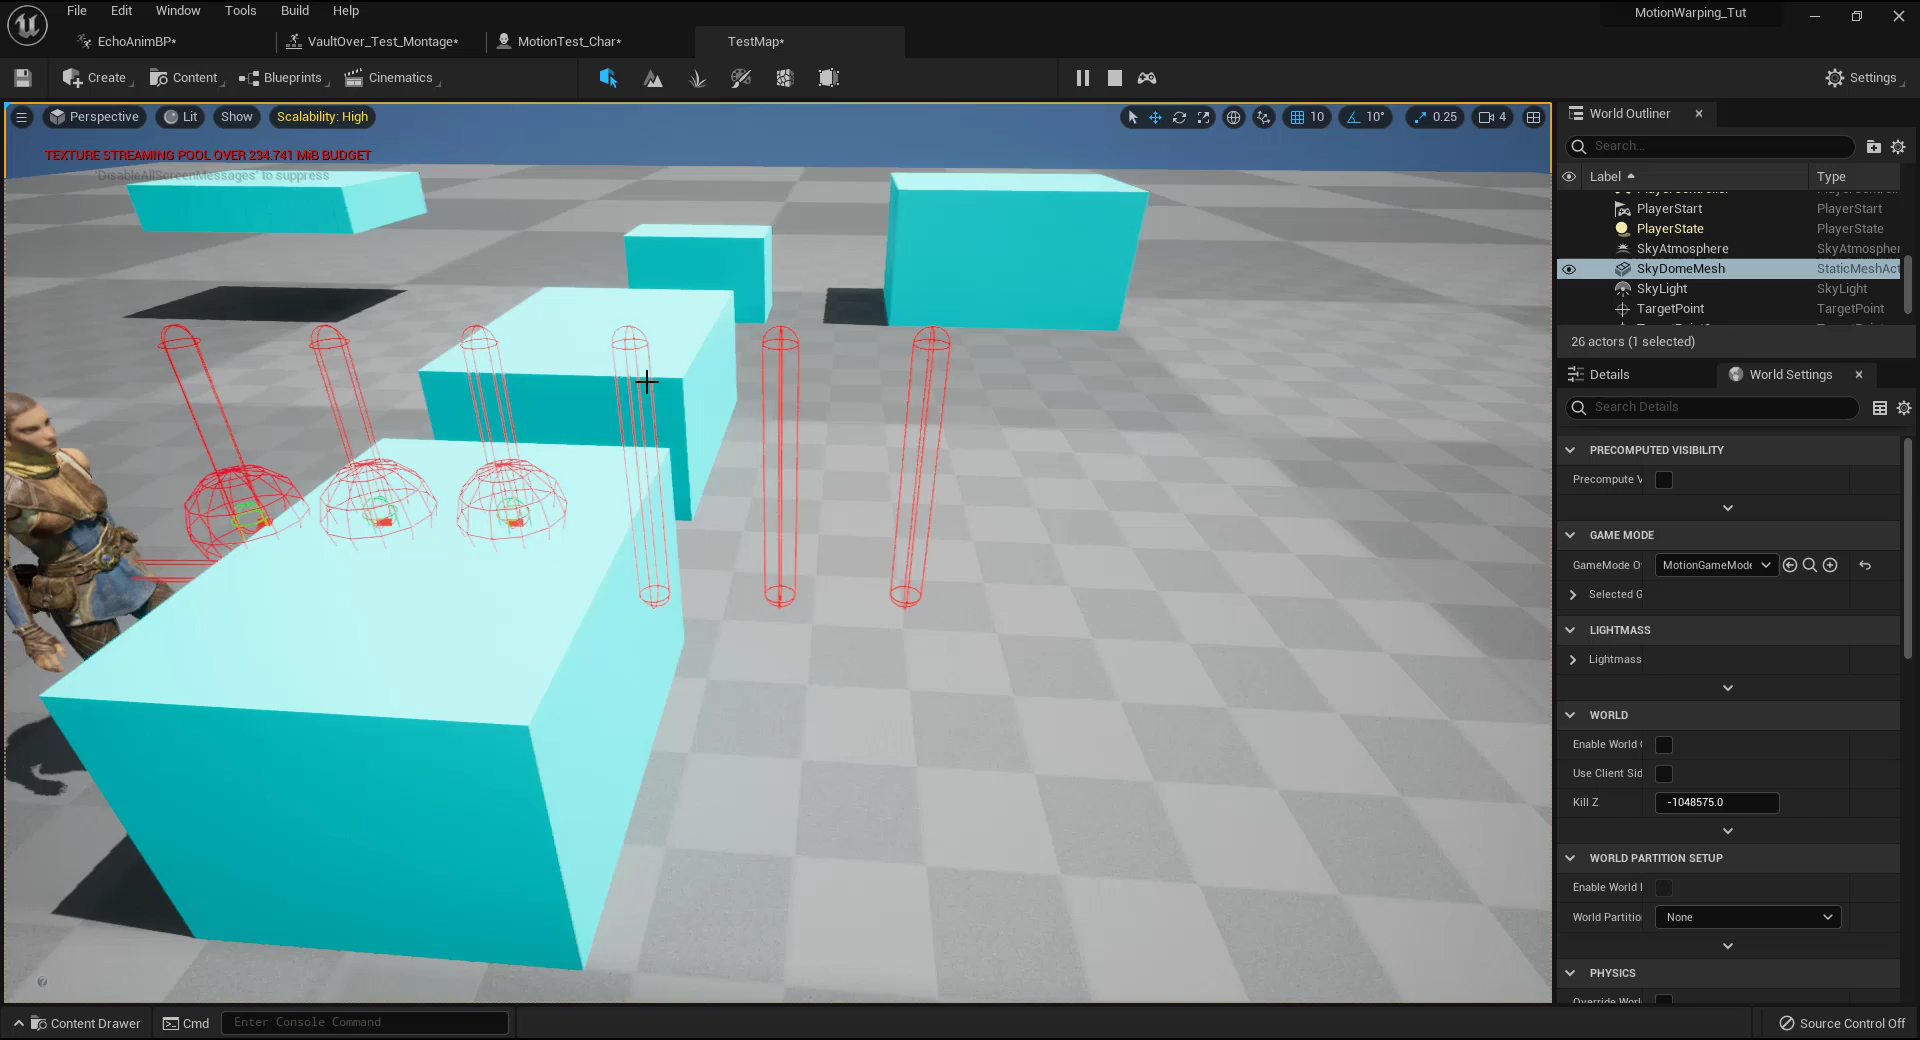 File Edit Window Tools Build Help
MotionWarping_Tut
EchoAnimBP*
VaultOver_Test_Montage*
MotionTest_Char*
TestMap*
Create
Content
Blueprints
Cinematics
Settings
Perspective
Lit
Show
Scalability: High
10
10°
0.25
4
TEXTURE STREAMING POOL OVER 234.741 MiB BUDGET
DisableAllScreenMessages' to suppress
World Outliner
Search...
Label
Type
PlayerStart PlayerStart
PlayerState PlayerState
SkyAtmosphere SkyAtmospher
SkyDomeMesh StaticMeshAct
SkyLight SkyLight
TargetPoint TargetPoint
26 actors (1 selected)
Details
World Settings
Search Details
PRECOMPUTED VISIBILITY
Precompute V
GAME MODE
GameMode O MotionGameMode
Selected G
LIGHTMASS
Lightmass
WORLD
Enable World
Use Client Sid
Kill Z -1048575.0
WORLD PARTITION SETUP
Enable World
World Partitio None
PHYSICS
Override Worl
Content Drawer
Cmd
Enter Console Command
Source Control Off